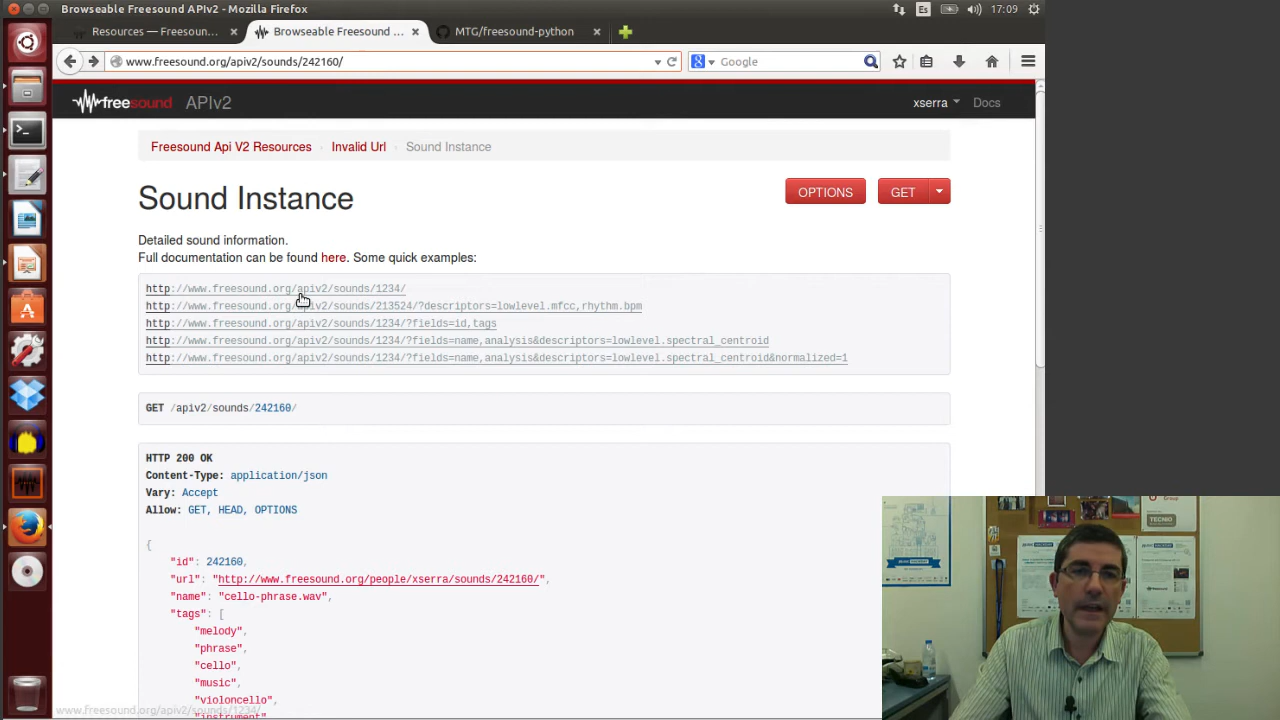 Browseable Freesound APIv2 - Mozilla Firefox
Es
17:09
Resources — Freesoun...
Browseable Freesound ...
MTG/freesound-python
www.freesound.org/apiv2/sounds/242160/
Google
freesound APIv2
xserra
Docs
Freesound Api V2 Resources
Invalid Url
Sound Instance
Sound Instance
OPTIONS
GET
Detailed sound information.
Full documentation can be found here. Some quick examples:
http://www.freesound.org/apiv2/sounds/1234/
http://www.freesound.org/apiv2/sounds/213524/?descriptors=lowlevel.mfcc,rhythm.bpm
http://www.freesound.org/apiv2/sounds/1234/?fields=id,tags
http://www.freesound.org/apiv2/sounds/1234/?fields=name,analysis&descriptors=lowlevel.spectral_centroid
http://www.freesound.org/apiv2/sounds/1234/?fields=name,analysis&descriptors=lowlevel.spectral_centroid&normalized=1
GET /apiv2/sounds/242160/
HTTP 200 OK
Content-Type: application/json
Vary: Accept
Allow: GET, HEAD, OPTIONS
{
"id": 242160,
"url": "http://www.freesound.org/people/xserra/sounds/242160/",
"name": "cello-phrase.wav",
"tags": [
"melody",
"phrase",
"cello",
"music",
"violoncello",
"instrument"
www.freesound.org/apiv2/sounds/1234/
Group
TECNIO